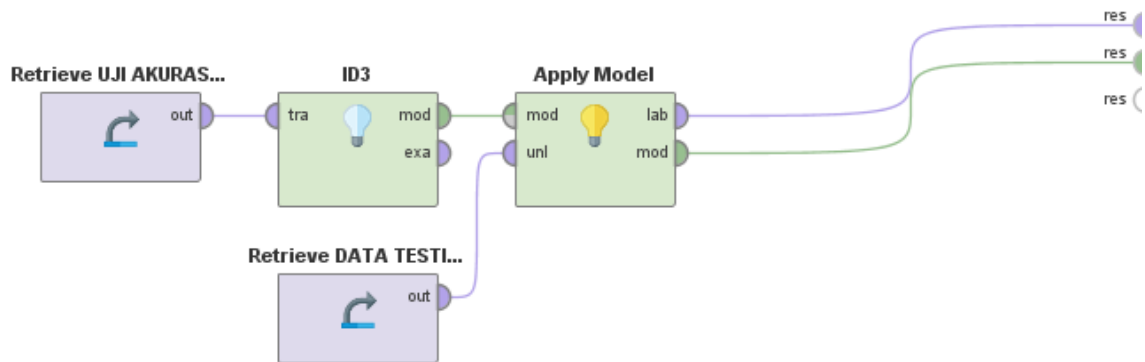 res
res
res
Retrieve UJI AKURAS...
ID3
Apply Model
out
tra
mod
exa
mod
lab
unl
mod
Retrieve DATA TESTI...
out